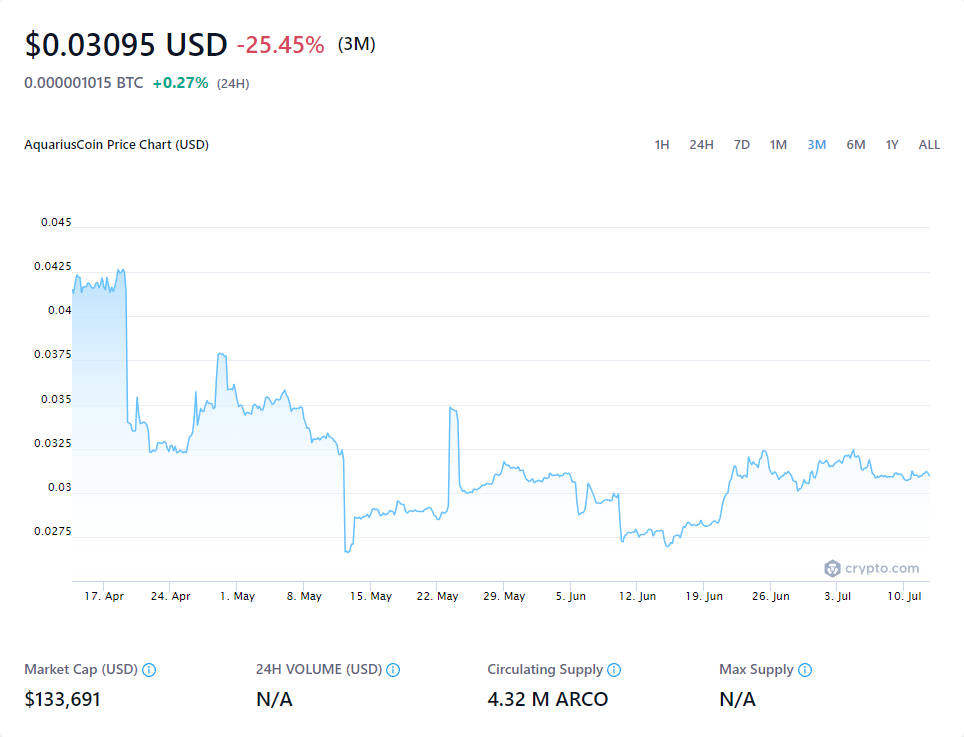 $0.03095 USD -25.45% (3M)
0.000001015 BTC +0.27% (24H)
AquariusCoin Price Chart (USD)
1H 24H 7D 1M 3M 6M 1Y ALL
0.045
0.0425
0.04
0.0375
0.035
0.0325
0.03
0.0275
crypto.com
17. Apr 24. Apr 1. May 8. May 15. May 22. May 29. May 5. Jun 12. Jun 19. Jun 26. Jun 3. Jul 10. Jul
Market Cap (USD) 24H VOLUME (USD) Circulating Supply Max Supply
$133,691 N/A 4.32 M ARCO N/A